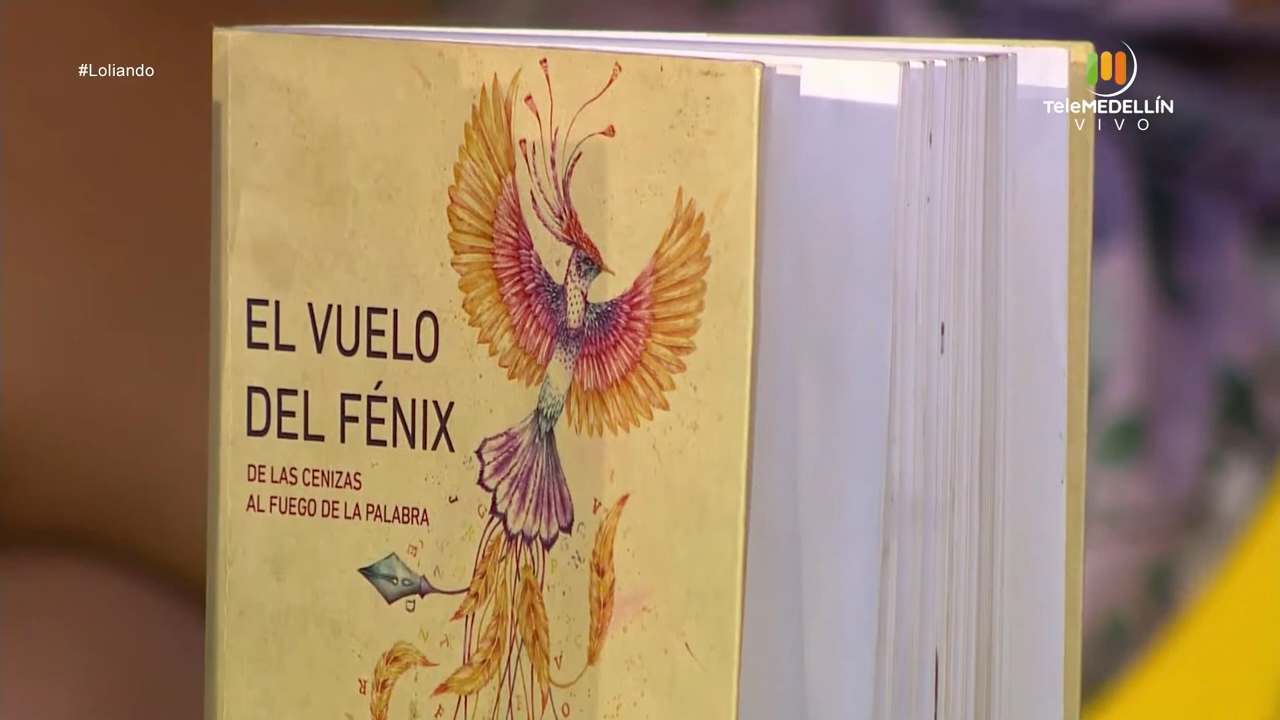 #Loliando
TeleMEDELLÍN
VIVO
EL VUELO
DEL FÉNIX
DE LAS CENIZAS
AL FUEGO DE LA PALABRA